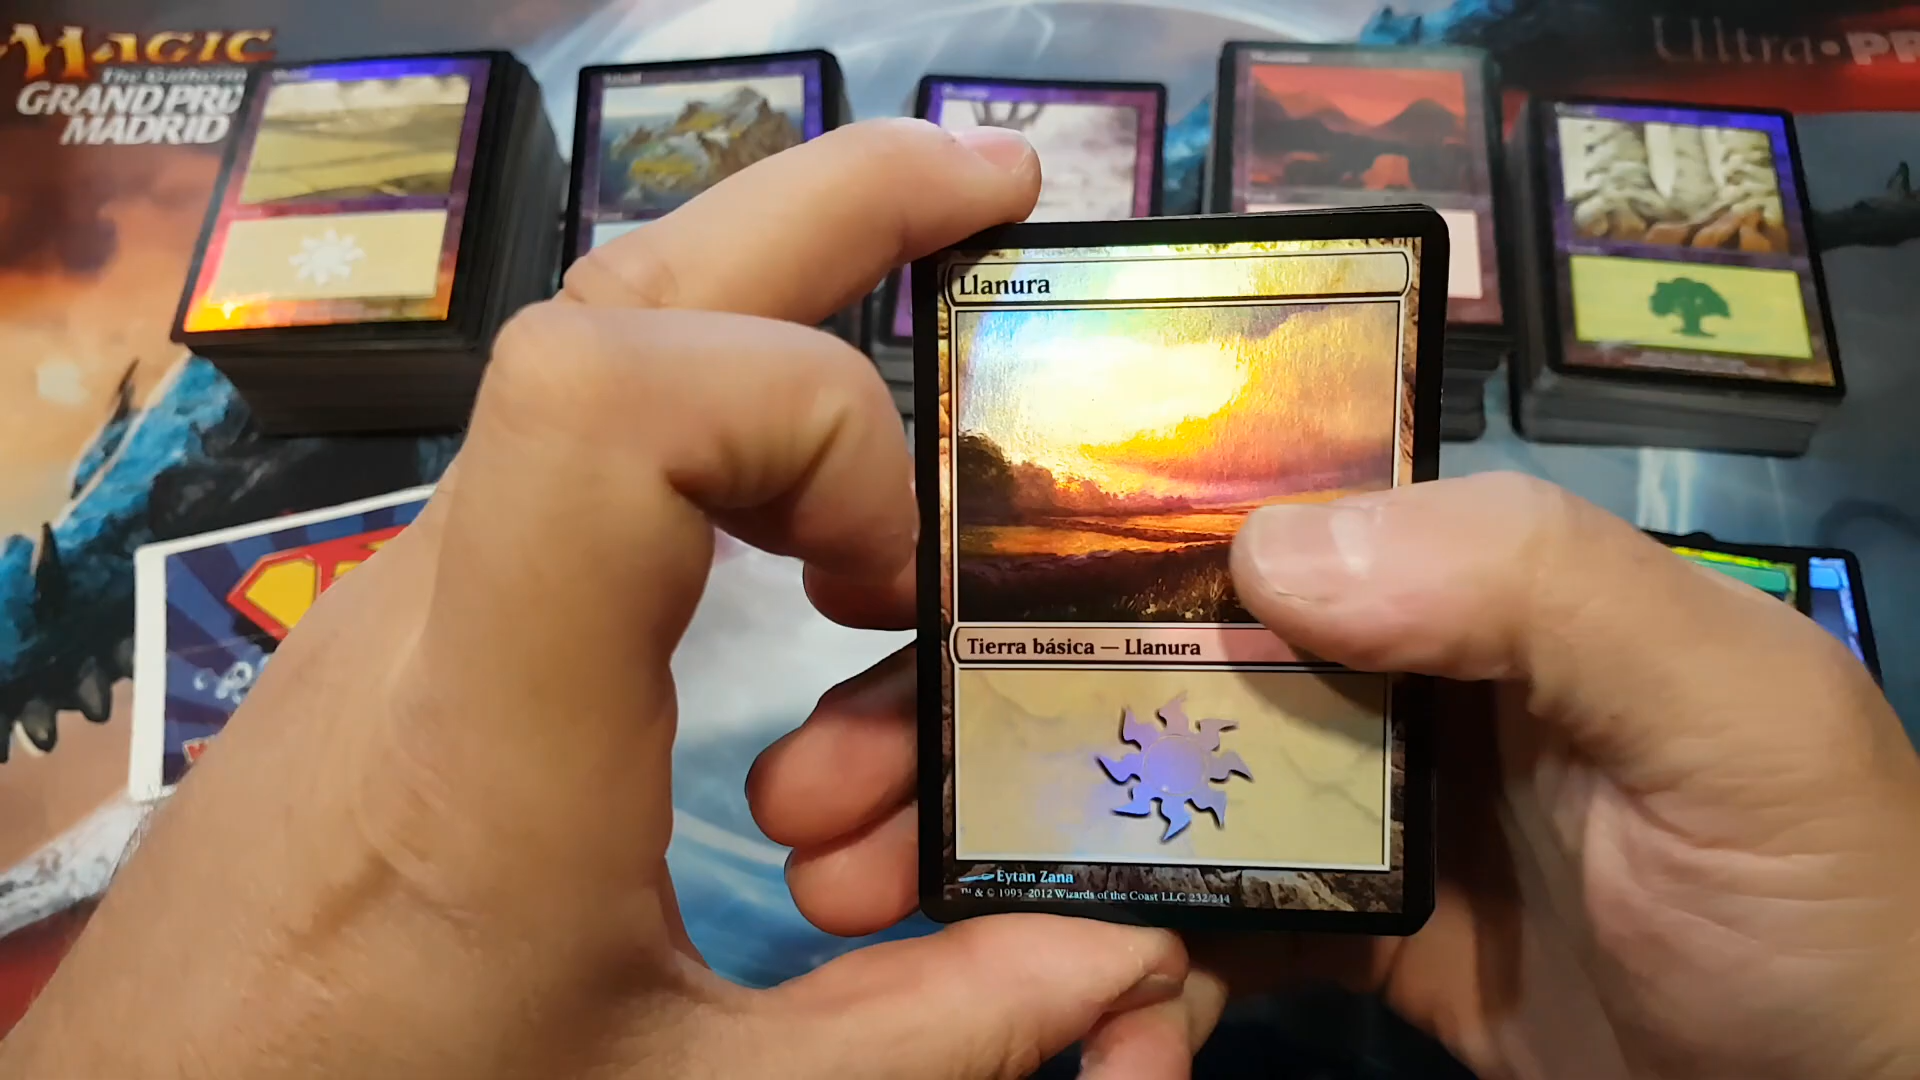 MAGIC
The Gathering
GRAND PRIX
MADRID
Ultra•PR
Llanura
Tierra básica — Llanura
Eytan Zana
™ & © 1993-2012 Wizards of the Coast LLC 232/244